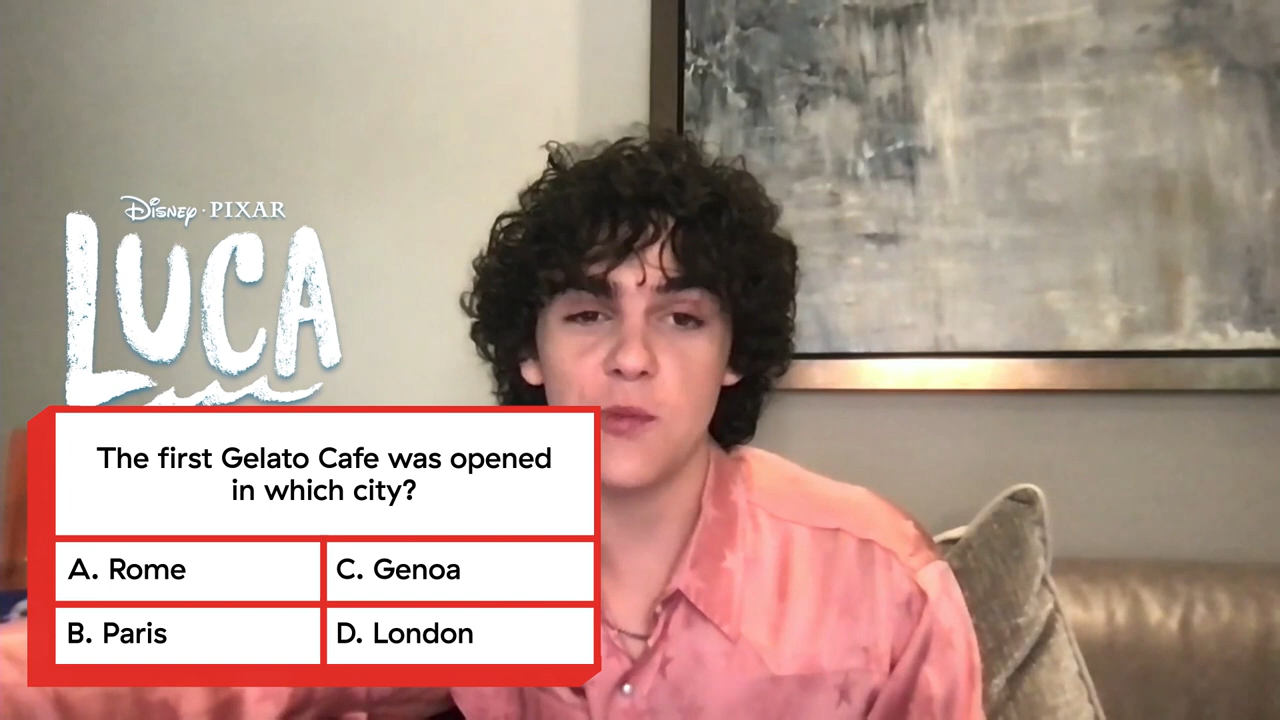 Disney · PIXAR
LUCA
The first Gelato Cafe was opened
in which city?
A. Rome
C. Genoa
B. Paris
D. London